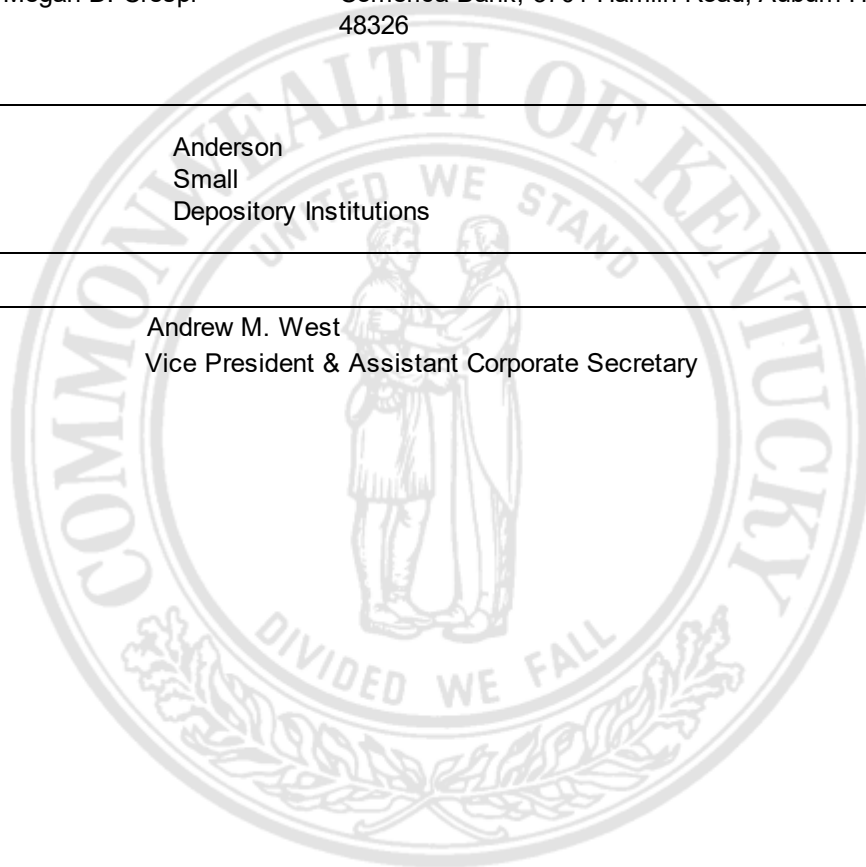 Megan Crespi Comerica Bank, Hamlin Road, Auburn
48326
Anderson
Small
Depository Institutions
Andrew M. West
Vice President & Assistant Corporate Secretary
COMMONWEALTH OF KENTUCKY
UNITED WE STAND
DIVIDED WE FALL